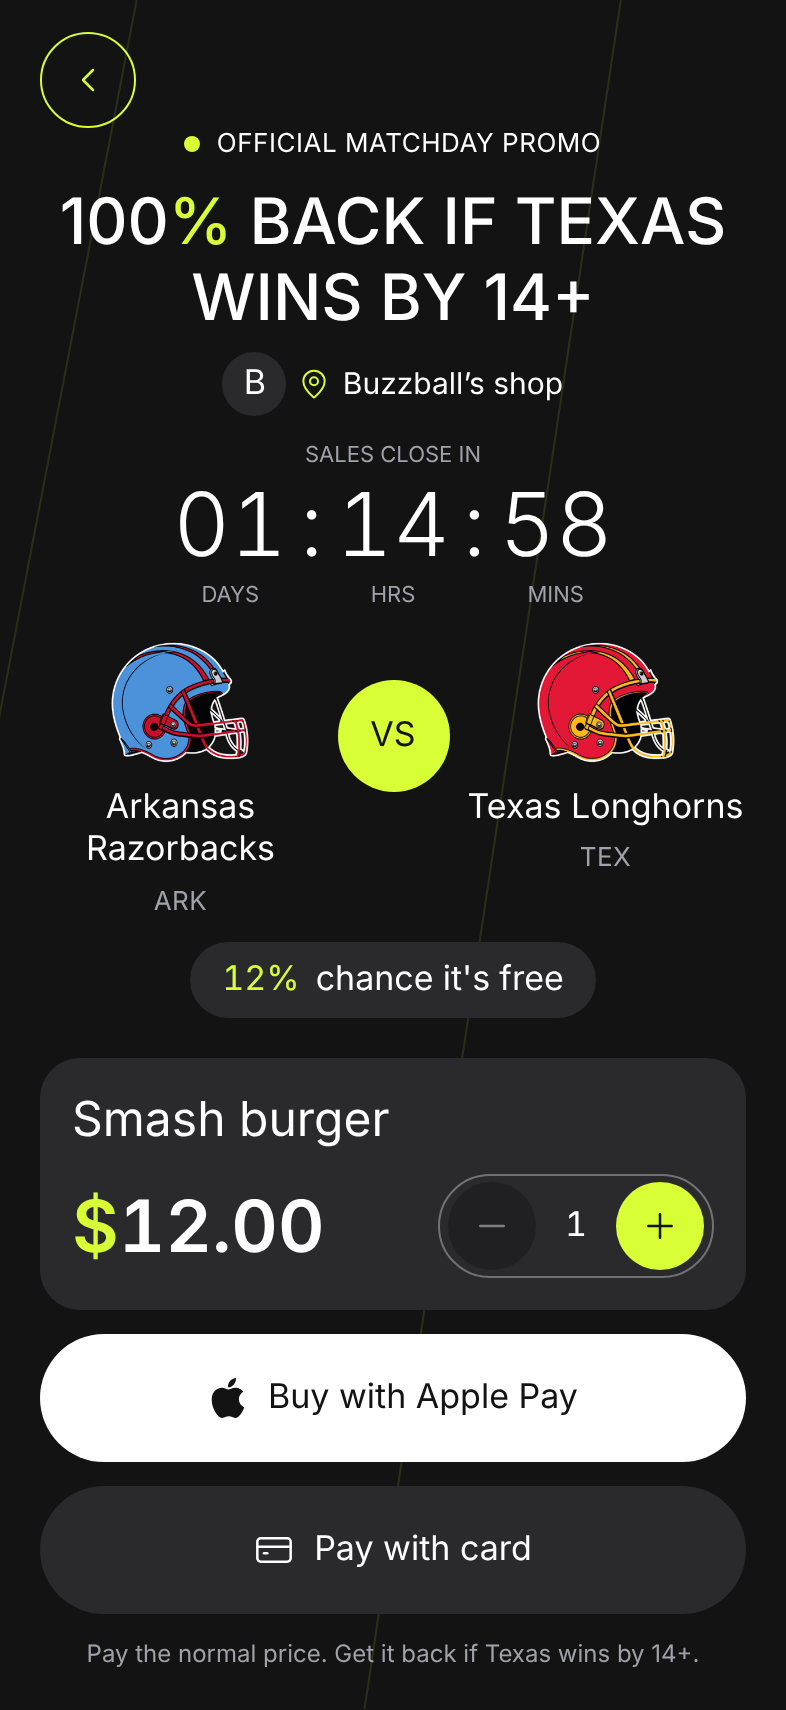 OFFICIAL MATCHDAY PROMO
100% BACK IF TEXAS
WINS BY 14+
B Buzzball’s shop
SALES CLOSE IN
01 : 14 : 58
DAYS HRS MINS
VS
Arkansas
Razorbacks
ARK
Texas Longhorns
TEX
12% chance it's free
Smash burger
$12.00
1
Buy with Apple Pay
Pay with card
Pay the normal price. Get it back if Texas wins by 14+.